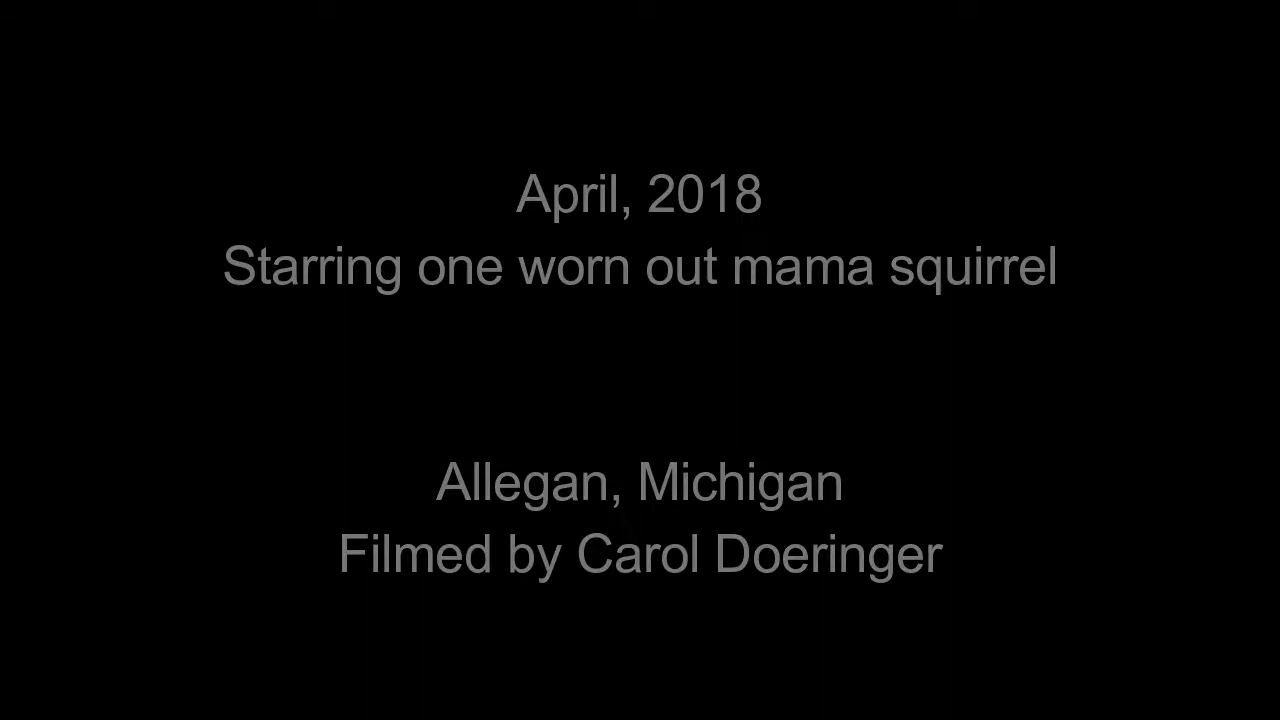 April, 2018
Starring one worn out mama squirrel
Allegan, Michigan
Filmed by Carol Doeringer